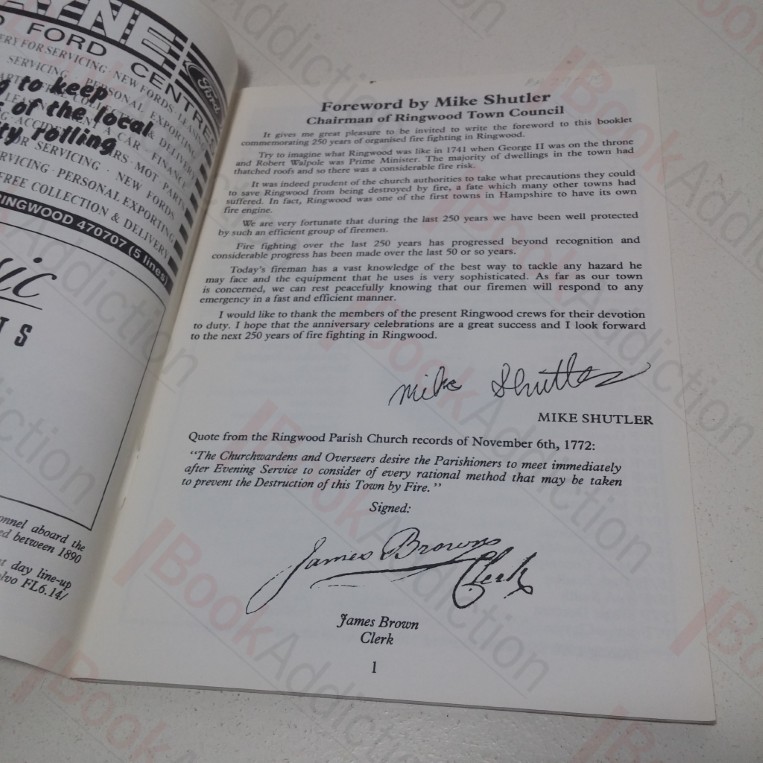 AYNE
D FORD CENTRE
Ford
g to keep
s of the local
ty rolling
RINGWOOD 470707 (5 lines)
FREE COLLECTION & DELIVERY
sic
TS
onnel aboard the
ed between 1890
t day line-up
lvo FL6.14/
Foreword by Mike Shutler
Chairman of Ringwood Town Council
It gives me great pleasure to be invited to write the foreword to this booklet
commemorating 250 years of organised fire fighting in Ringwood.
Try to imagine what Ringwood was like in 1741 when George II was on the throne
and Robert Walpole was Prime Minister. The majority of dwellings in the town had
thatched roofs and so there was a considerable fire risk.
It was indeed prudent of the church authorities to take what precautions they could
to save Ringwood from being destroyed by fire, a fate which many other towns had
suffered. In fact, Ringwood was one of the first towns in Hampshire to have its own
fire engine.
We are very fortunate that during the last 250 years we have been well protected
by such an efficient group of firemen.
Fire fighting over the last 250 years has progressed beyond recognition and
considerable progress has been made over the last 50 or so years.
Today's fireman has a vast knowledge of the best way to tackle any hazard he
may face and the equipment that he uses is very sophisticated. As far as our town
is concerned, we can rest peacefully knowing that our firemen will respond to any
emergency in a fast and efficient manner.
I would like to thank the members of the present Ringwood crews for their devotion
to duty. I hope that the anniversary celebrations are a great success and I look forward
to the next 250 years of fire fighting in Ringwood.
Mike Shutler
MIKE SHUTLER
Quote from the Ringwood Parish Church records of November 6th, 1772:
"The Churchwardens and Overseers desire the Parishioners to meet immediately
after Evening Service to consider of every rational method that may be taken
to prevent the Destruction of this Town by Fire."
Signed:
James Brown
Clerk
James Brown
Clerk
1
BookAddiction